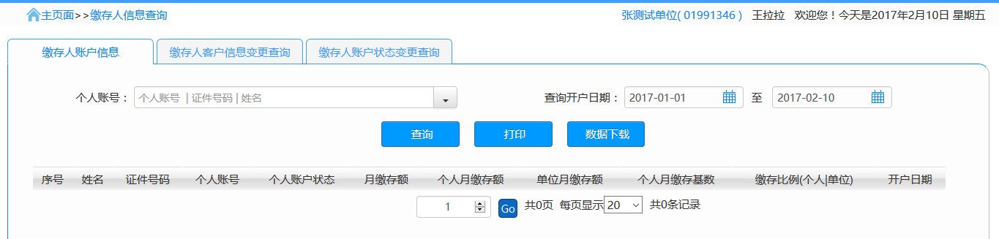 主页面>>缴存人信息查询 张测试单位( 01991346 ) 王拉拉 欢迎您！今天是2017年2月10日 星期五
缴存人账户信息 缴存人客户信息变更查询 缴存人账户状态变更查询
个人账号： 个人账号 | 证件号码 | 姓名 查询开户日期： 2017-01-01 至 2017-02-10
查询 打印 数据下载
序号 姓名 证件号码 个人账号 个人账户状态 月缴存额 个人月缴存额 单位月缴存额 个人月缴存基数 缴存比例(个人|单位) 开户日期
1 Go 共0页 每页显示 20 共0条记录